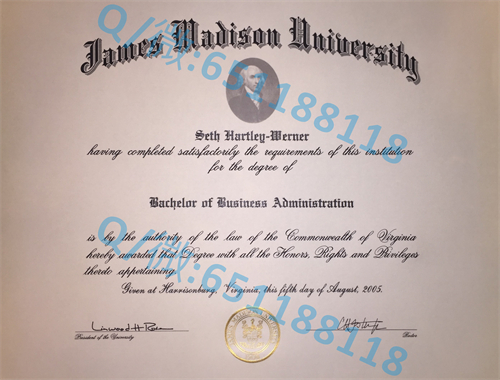 James Madison University
Seth Hartley-Werner
having completed satisfactorily the requirements of this institution
for the degree of
Bachelor of Business Administration
is by the authority of the law of the Commonwealth of Virginia
hereby awarded that Degree with all the Honors, Rights and Privileges
thereto appertaining.
Given at Harrisonburg, Virginia, this fifth day of August, 2005.
President of the University
Rector
Q/微:651188118
Q/微:651188118